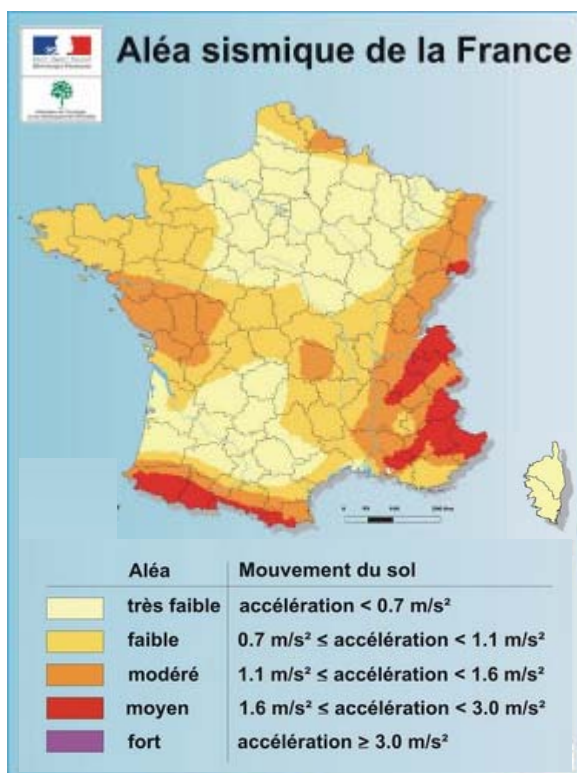 Aléa sismique de la France
Aléa Mouvement du sol
très faible accélération < 0.7 m/s²
faible 0.7 m/s² ≤ accélération < 1.1 m/s²
modéré 1.1 m/s² ≤ accélération < 1.6 m/s²
moyen 1.6 m/s² ≤ accélération < 3.0 m/s²
fort accélération ≥ 3.0 m/s²